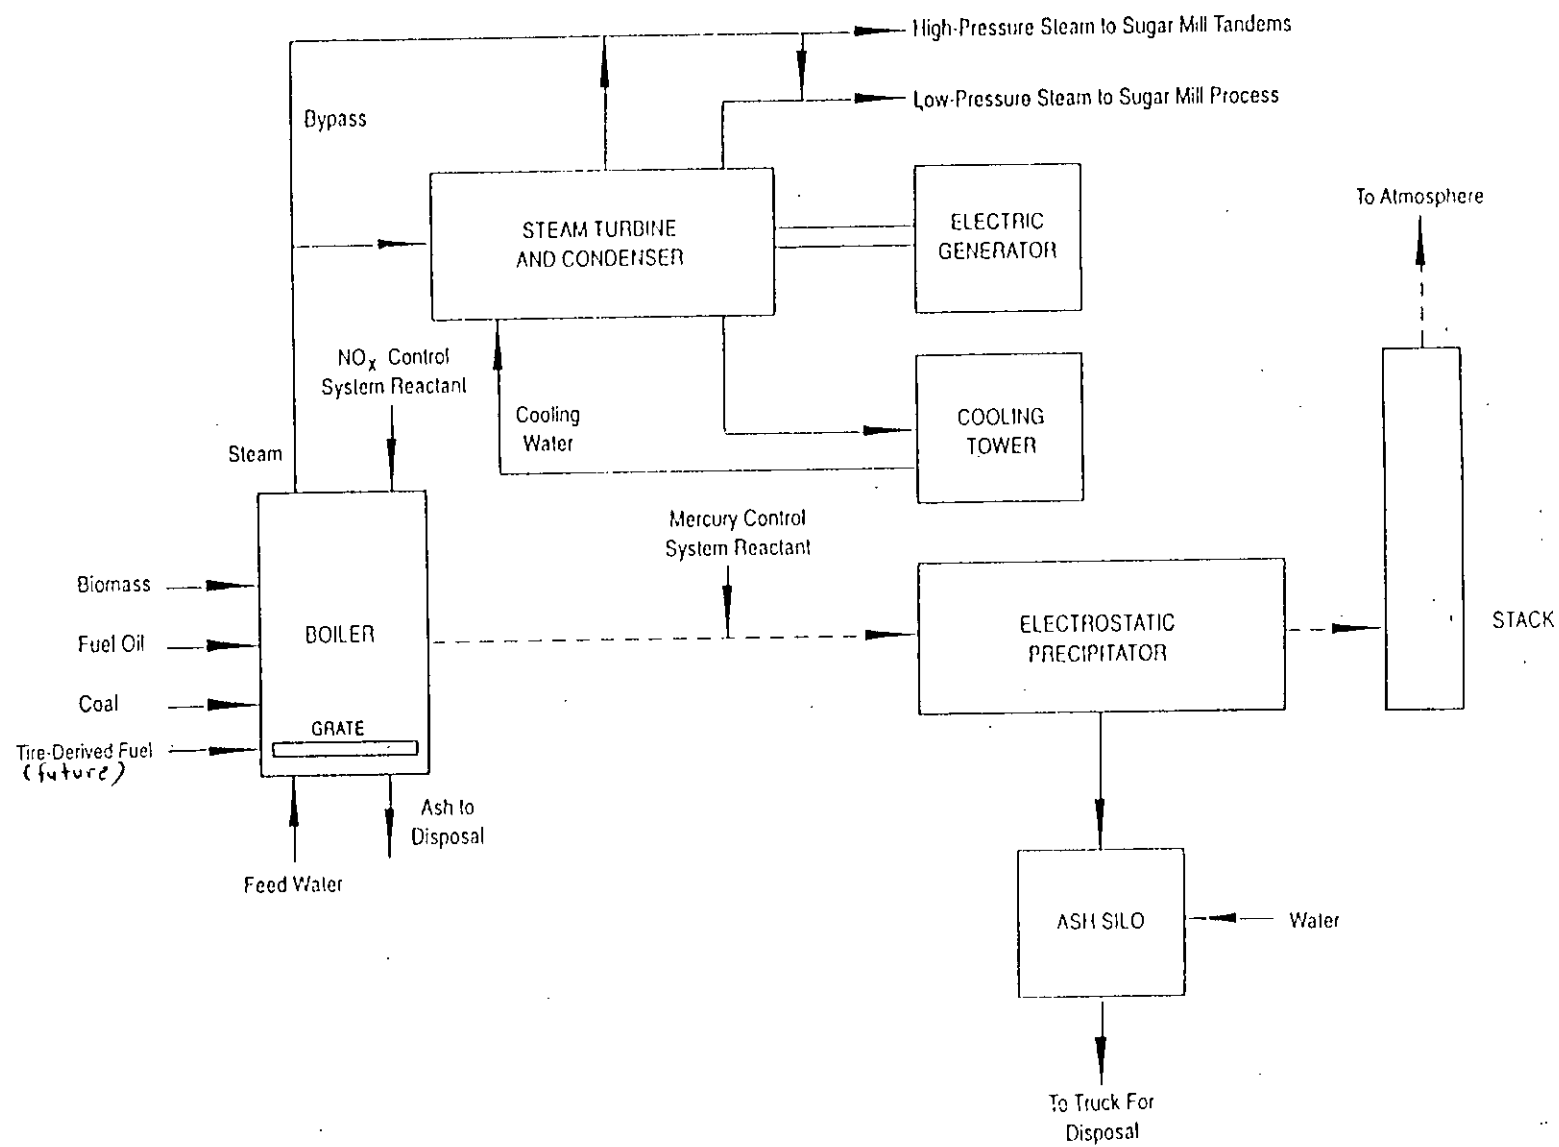 High-Pressure Steam to Sugar Mill Tandems
Low-Pressure Steam to Sugar Mill Process
Bypass
STEAM TURBINE
AND CONDENSER
ELECTRIC
GENERATOR
To Atmosphere
NOx Control
System Reactant
Cooling
Water
COOLING
TOWER
Steam
Mercury Control
System Reactant
Biomass
Fuel Oil
Coal
Tire-Derived Fuel
(future)
BOILER
GRATE
ELECTROSTATIC
PRECIPITATOR
STACK
Ash to
Disposal
Feed Water
ASH SILO
Water
To Truck For
Disposal